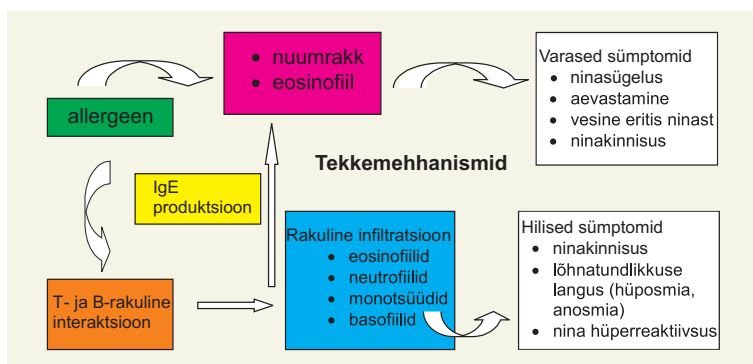 • nuumrakk
• eosinofiil
Varased sümptomid
• ninasügelus
• aevastamine
• vesine eritis ninast
• ninakinnisus
allergeen
Tekkemehhanismid
IgE
produktsioon
Rakuline infiltratsioon
• eosinofiilid
• neutrofiilid
• monotsüüdid
• basofiilid
Hilised sümptomid
• ninakinnisus
• lõhnatundlikkuse
langus (hüposmia,
anosmia)
• nina hüperreaktiivsus
T- ja B-rakuline
interaktsioon